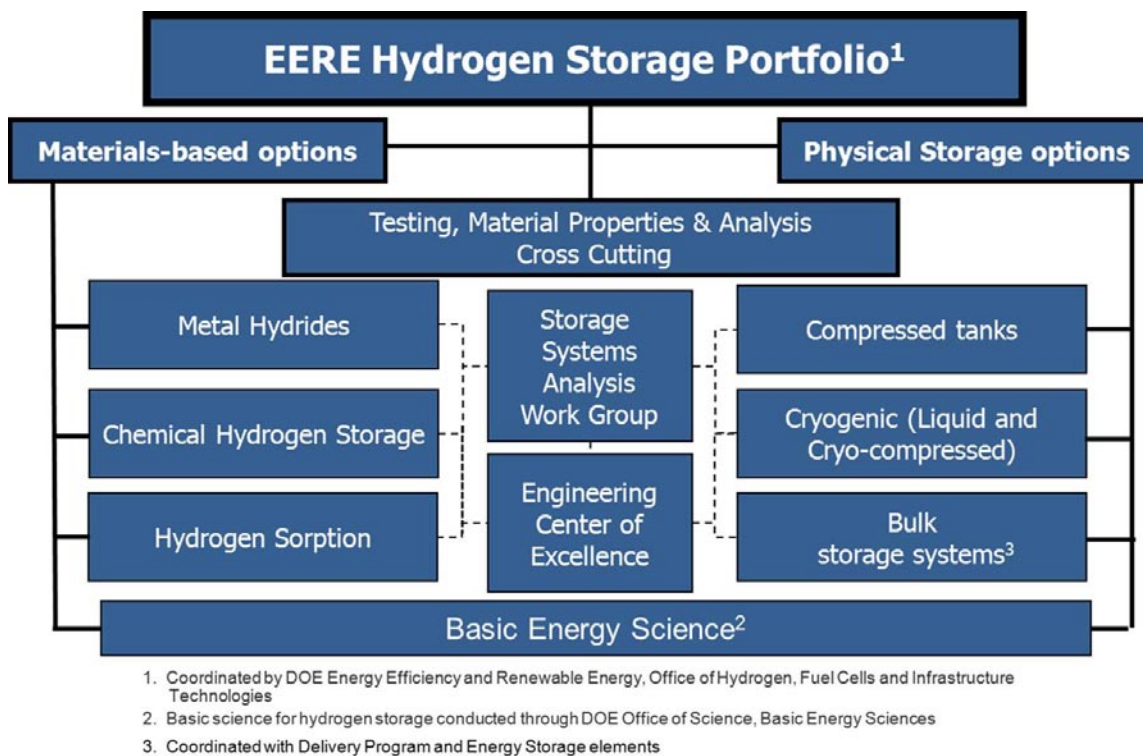 EERE Hydrogen Storage Portfolio¹
Materials-based options
Physical Storage options
Testing, Material Properties & Analysis
Cross Cutting
Metal Hydrides
Chemical Hydrogen Storage
Hydrogen Sorption
Storage
Systems
Analysis
Work Group
Engineering
Center of
Excellence
Compressed tanks
Cryogenic (Liquid and
Cryo-compressed)
Bulk
storage systems³
Basic Energy Science²
1. Coordinated by DOE Energy Efficiency and Renewable Energy, Office of Hydrogen, Fuel Cells and Infrastructure
Technologies
2. Basic science for hydrogen storage conducted through DOE Office of Science, Basic Energy Sciences
3. Coordinated with Delivery Program and Energy Storage elements